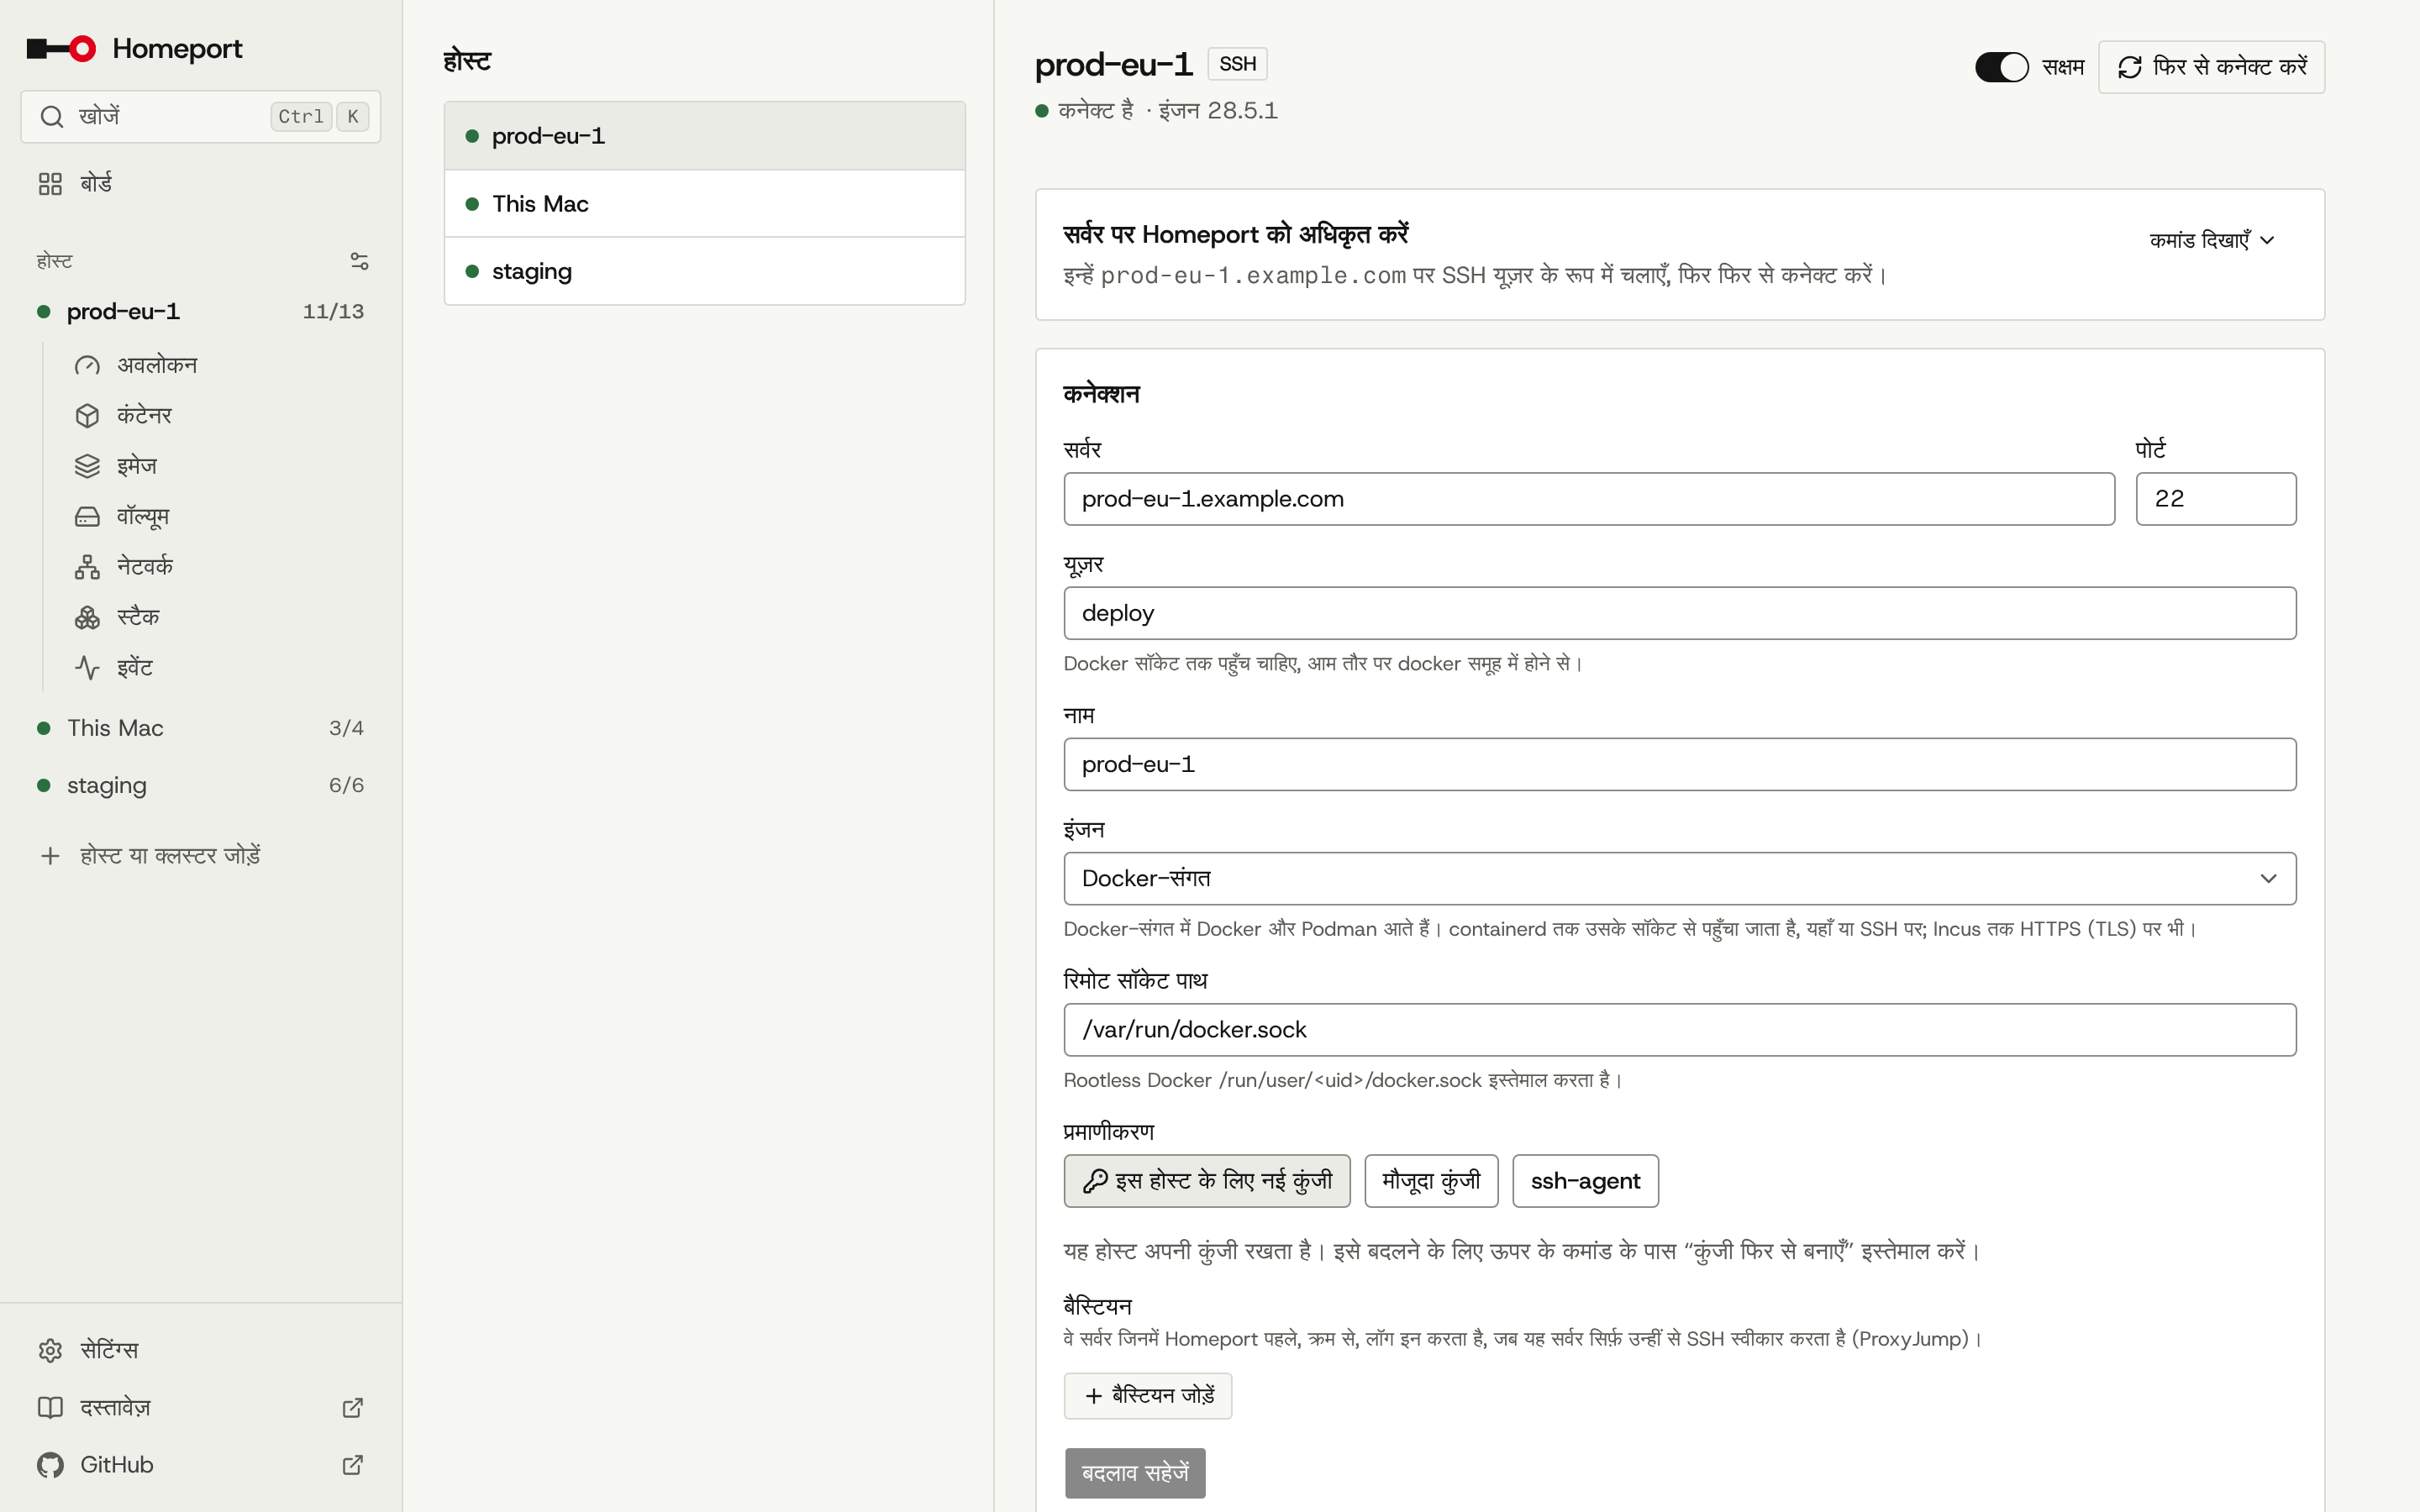 Homeport
खोजें Ctrl K
बोर्ड
होस्ट
prod-eu-1 11/13
अवलोकन
कंटेनर
इमेज
वॉल्यूम
नेटवर्क
स्टैक
इवेंट
This Mac 3/4
staging 6/6
होस्ट या क्लस्टर जोड़ें
सेटिंग्स
दस्तावेज़
GitHub
होस्ट
prod-eu-1
This Mac
staging
prod-eu-1 SSH
कनेक्ट है · इंजन 28.5.1
सक्षम
फिर से कनेक्ट करें
सर्वर पर Homeport को अधिकृत करें
इन्हें prod-eu-1.example.com पर SSH यूज़र के रूप में चलाएँ, फिर फिर से कनेक्ट करें।
कमांड दिखाएँ
कनेक्शन
सर्वर
prod-eu-1.example.com
पोर्ट
22
यूज़र
deploy
Docker सॉकेट तक पहुँच चाहिए, आम तौर पर docker समूह में होने से।
नाम
prod-eu-1
इंजन
Docker-संगत
Docker-संगत में Docker और Podman आते हैं। containerd तक उसके सॉकेट से पहुँचा जाता है, यहाँ या SSH पर; Incus तक HTTPS (TLS) पर भी।
रिमोट सॉकेट पाथ
/var/run/docker.sock
Rootless Docker /run/user/<uid>/docker.sock इस्तेमाल करता है।
प्रमाणीकरण
इस होस्ट के लिए नई कुंजी
मौजूदा कुंजी
ssh-agent
यह होस्ट अपनी कुंजी रखता है। इसे बदलने के लिए ऊपर के कमांड के पास “कुंजी फिर से बनाएँ” इस्तेमाल करें।
बैस्टियन
वे सर्वर जिनमें Homeport पहले, क्रम से, लॉग इन करता है, जब यह सर्वर सिर्फ़ उन्हीं से SSH स्वीकार करता है (ProxyJump)।
बैस्टियन जोड़ें
बदलाव सहेजें